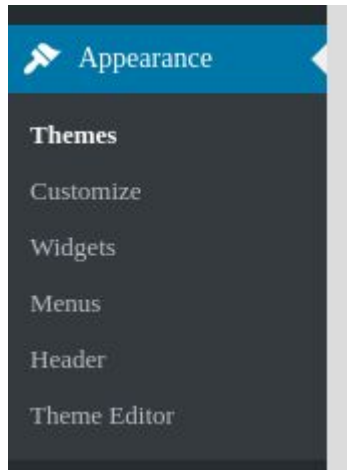 Appearance
Themes
Customize
Widgets
Menus
Header
Theme Editor